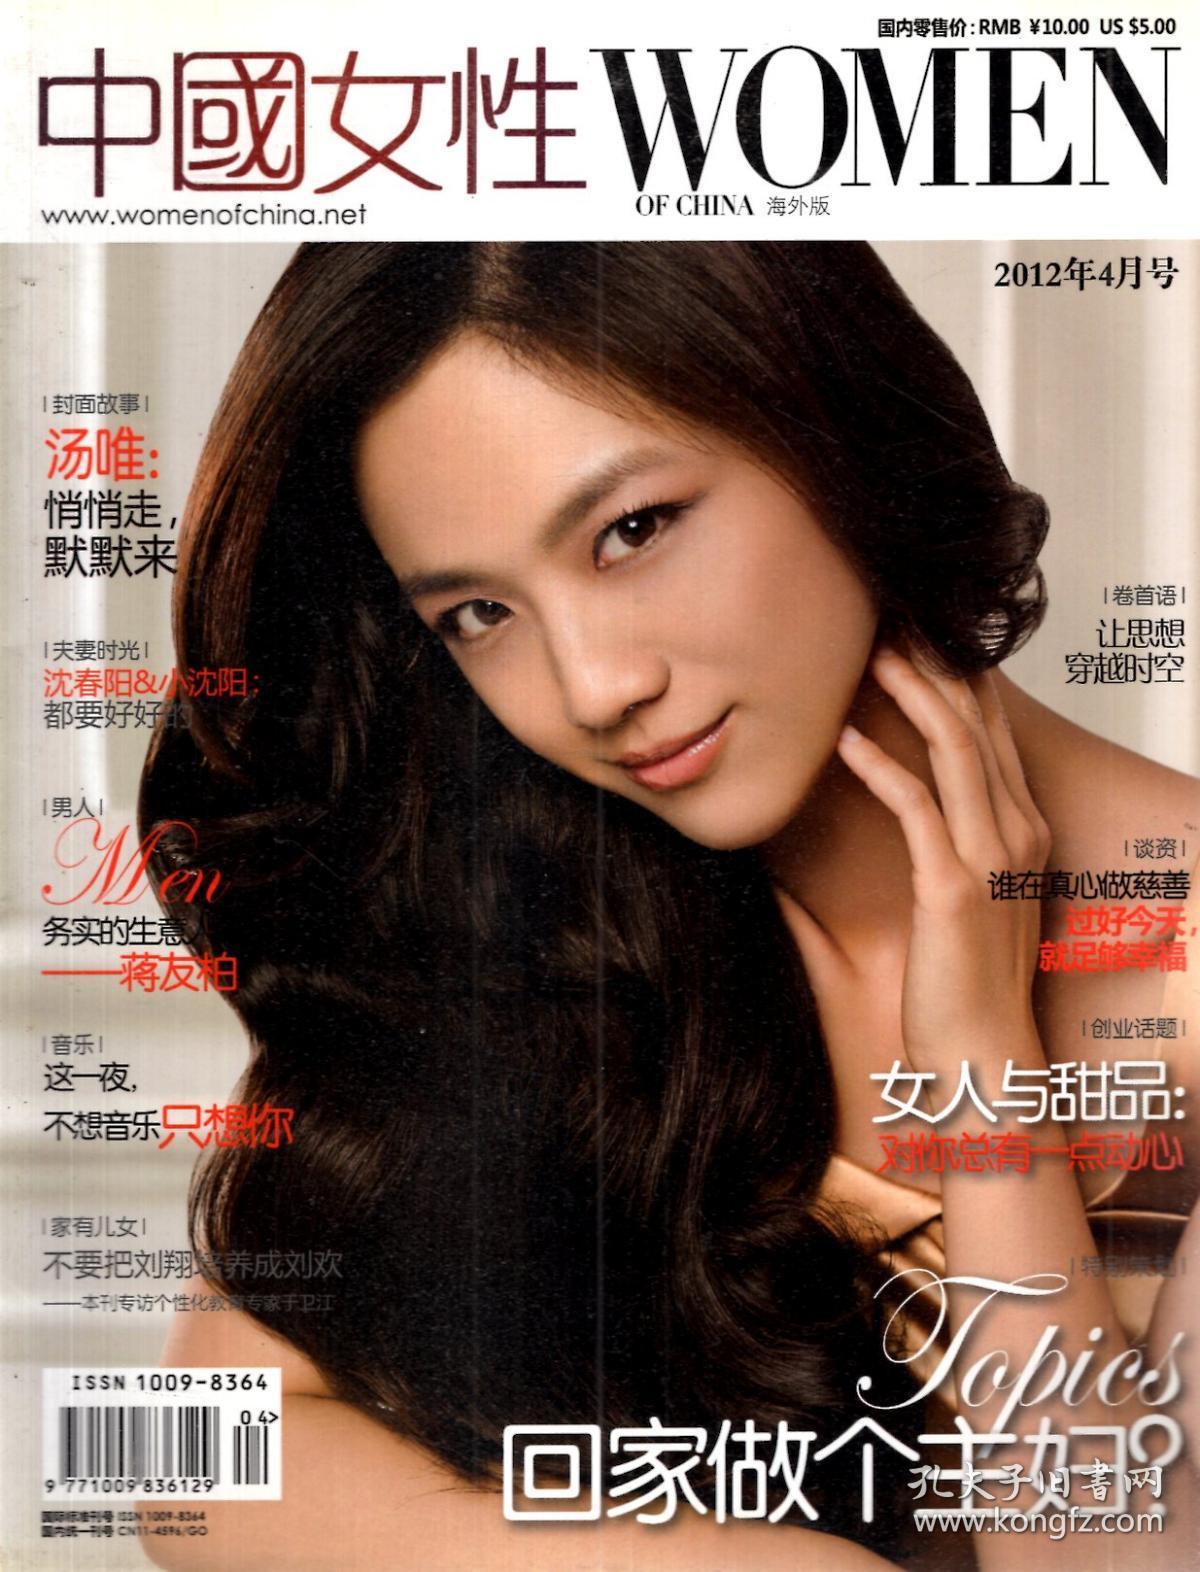 国内零售价:RMB ¥10.00 US $5.00
中國女性 WOMEN
OF CHINA 海外版
www.womenofchina.net
2012年4月号
|封面故事|
汤唯:
悄悄走,
默默来
|卷首语|
让思想
穿越时空
|夫妻时光|
沈春阳&小沈阳:
都要好好的
|男人|
Men
务实的生意人
——蒋友柏
|谈资|
谁在真心做慈善
过好今天,
就足够幸福
|音乐|
这一夜,
不想音乐只想你
|创业话题|
女人与甜品:
对你总有一点动心
|家有儿女|
不要把刘翔培养成刘欢
——本刊专访个性化教育专家于卫江
|特别策划|
Topics
回家做个主妇?
ISSN 1009-8364
04>
9 771009 836129
国际标准刊号 ISSN 1009-8364
国内统一刊号 CN11-4596/GO
孔夫子旧书网
www.kongfz.com